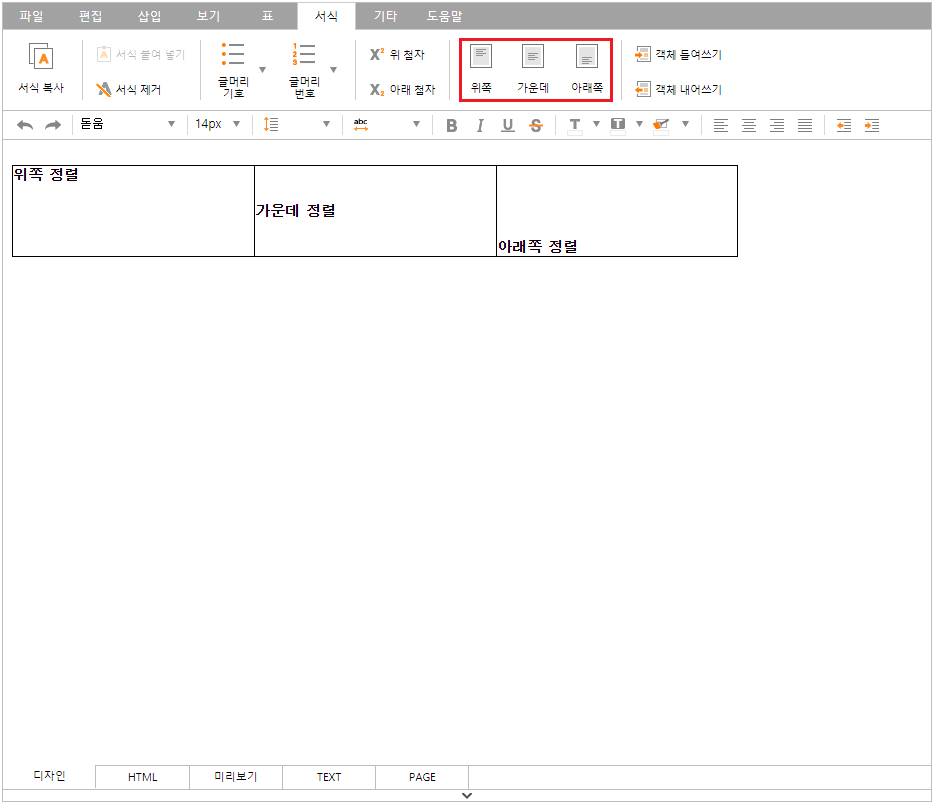 파일 편집 삽입 보기 표 서식 기타 도움말
서식 복사
서식 붙여 넣기
서식 제거
글머리
기호
글머리
번호
위 첨자
아래 첨자
위쪽 가운데 아래쪽
객체 들여쓰기
객체 내어쓰기
돋움 14px abc B I U S T T
위쪽 정렬
가운데 정렬
아래쪽 정렬
디자인 HTML 미리보기 TEXT PAGE